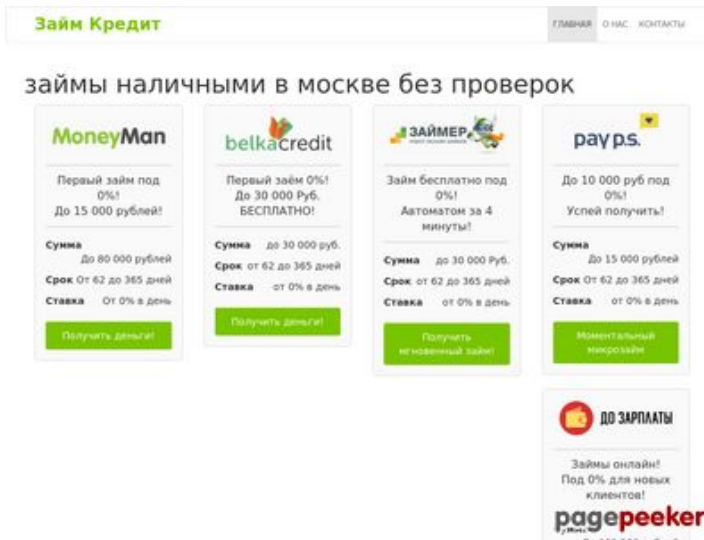 Займ Кредит
ГЛАВНАЯ О НАС КОНТАКТЫ
займы наличными в москве без проверок
MoneyMan
Первый займ под
0%!
До 15 000 рублей!
Сумма
До 80 000 рублей
Срок От 62 до 365 дней
Ставка От 0% в день
Получить деньги!
belkacredit
Первый заём 0%!
До 30 000 Руб.
БЕСПЛАТНО!
Сумма до 30 000 руб.
Срок от 62 до 365 дней
Ставка от 0% в день
Получить деньги!
ЗАЙМЕР
Займ бесплатно под
0%!
Автоматом за 4
минуты!
Сумма до 30 000 Руб.
Срок от 62 до 365 дней
Ставка от 0% в день
Получить
мгновенный займ!
pay p.s.
До 10 000 руб под
0%!
Успей получить!
Сумма
До 15 000 рублей
Срок От 62 до 365 дней
Ставка от 0% в день
Моментальный
микрозайм
ДО ЗАРПЛАТЫ
Займы онлайн!
Под 0% для новых
клиентов!
pagepeeker